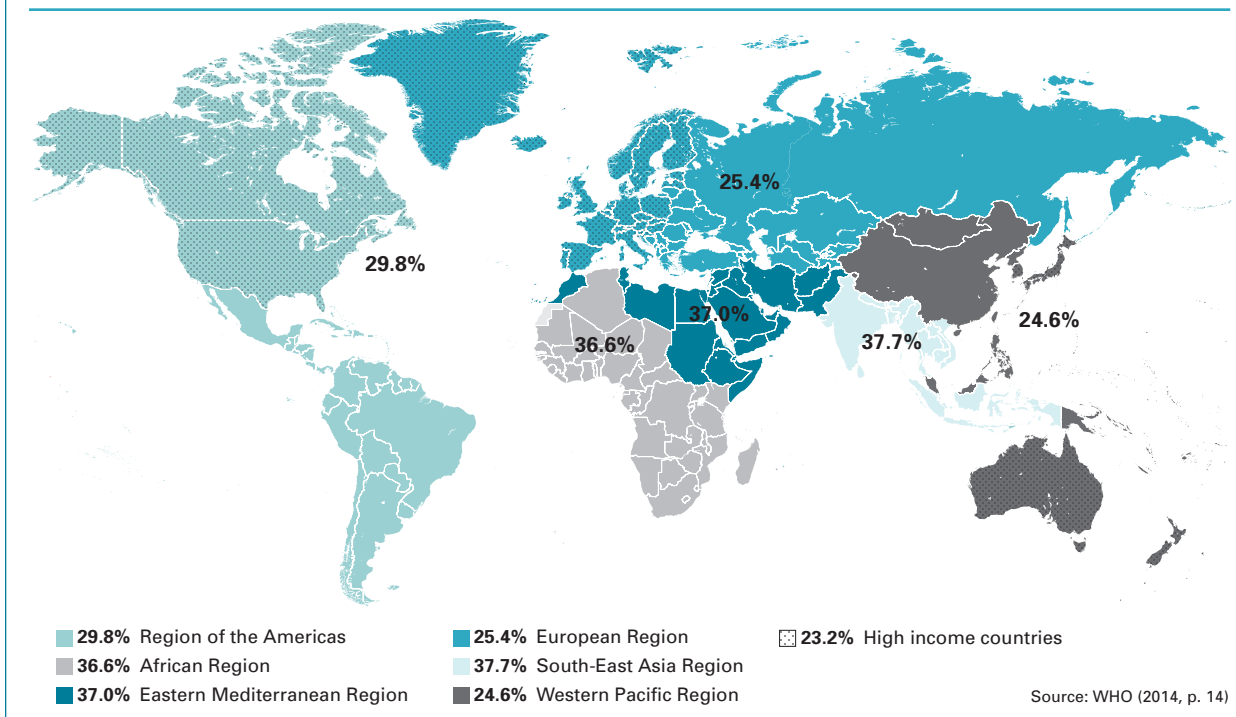 25.4%
29.8%
37.0%
24.6%
36.6%
37.7%
29.8% Region of the Americas
36.6% African Region
37.0% Eastern Mediterranean Region
25.4% European Region
37.7% South-East Asia Region
24.6% Western Pacific Region
23.2% High income countries
Source: WHO (2014, p. 14)